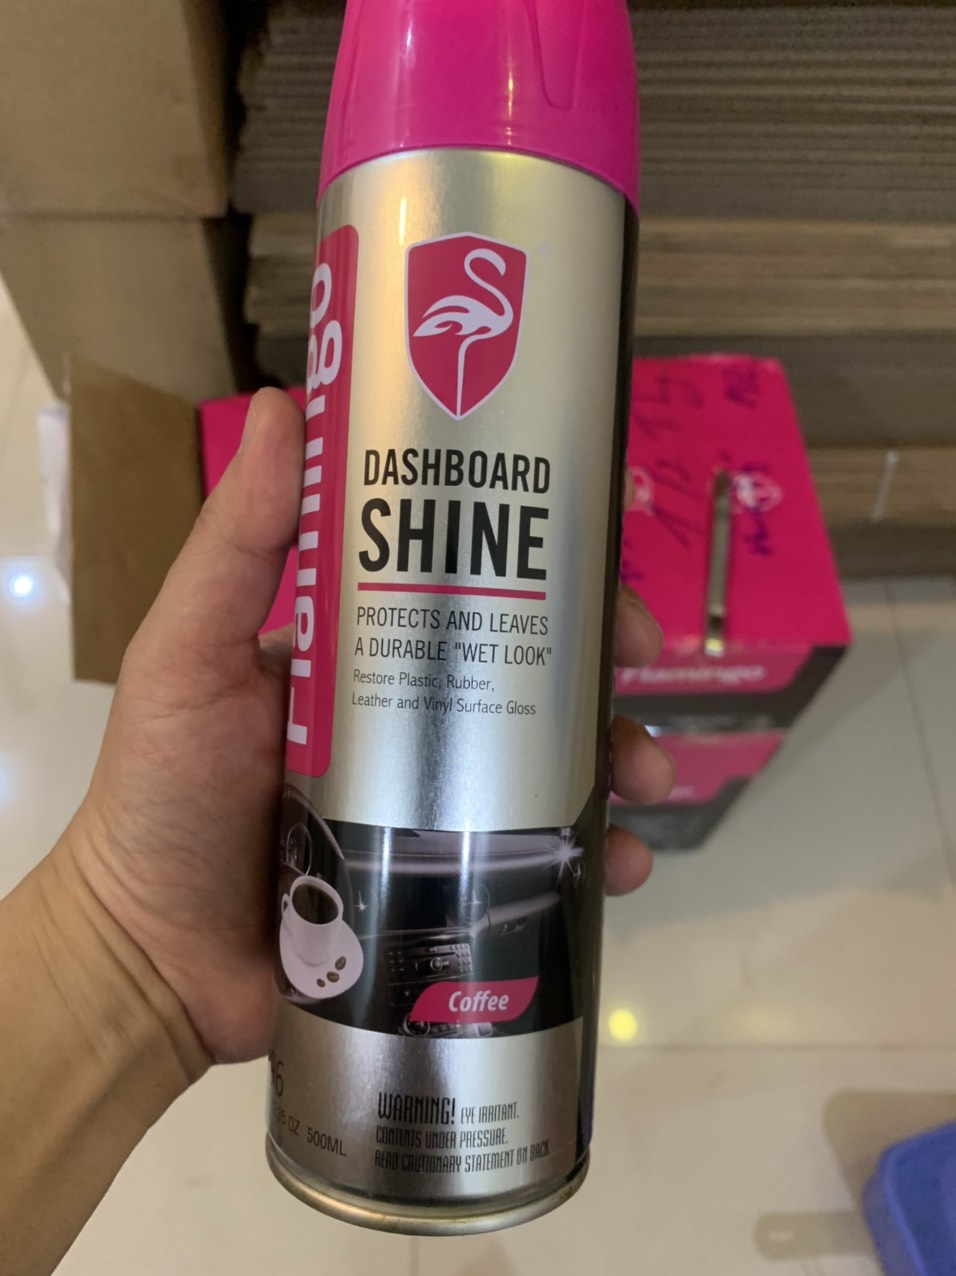 Flamingo
DASHBOARD
SHINE
PROTECTS AND LEAVES
A DURABLE "WET LOOK"
Restore Plastic, Rubber,
Leather and Vinyl Surface Gloss
Coffee
OZ 500ML
WARNING! EYE IRRITANT.
CONTENTS UNDER PRESSURE.
READ CAUTIONARY STATEMENT ON BACK
Flamingo